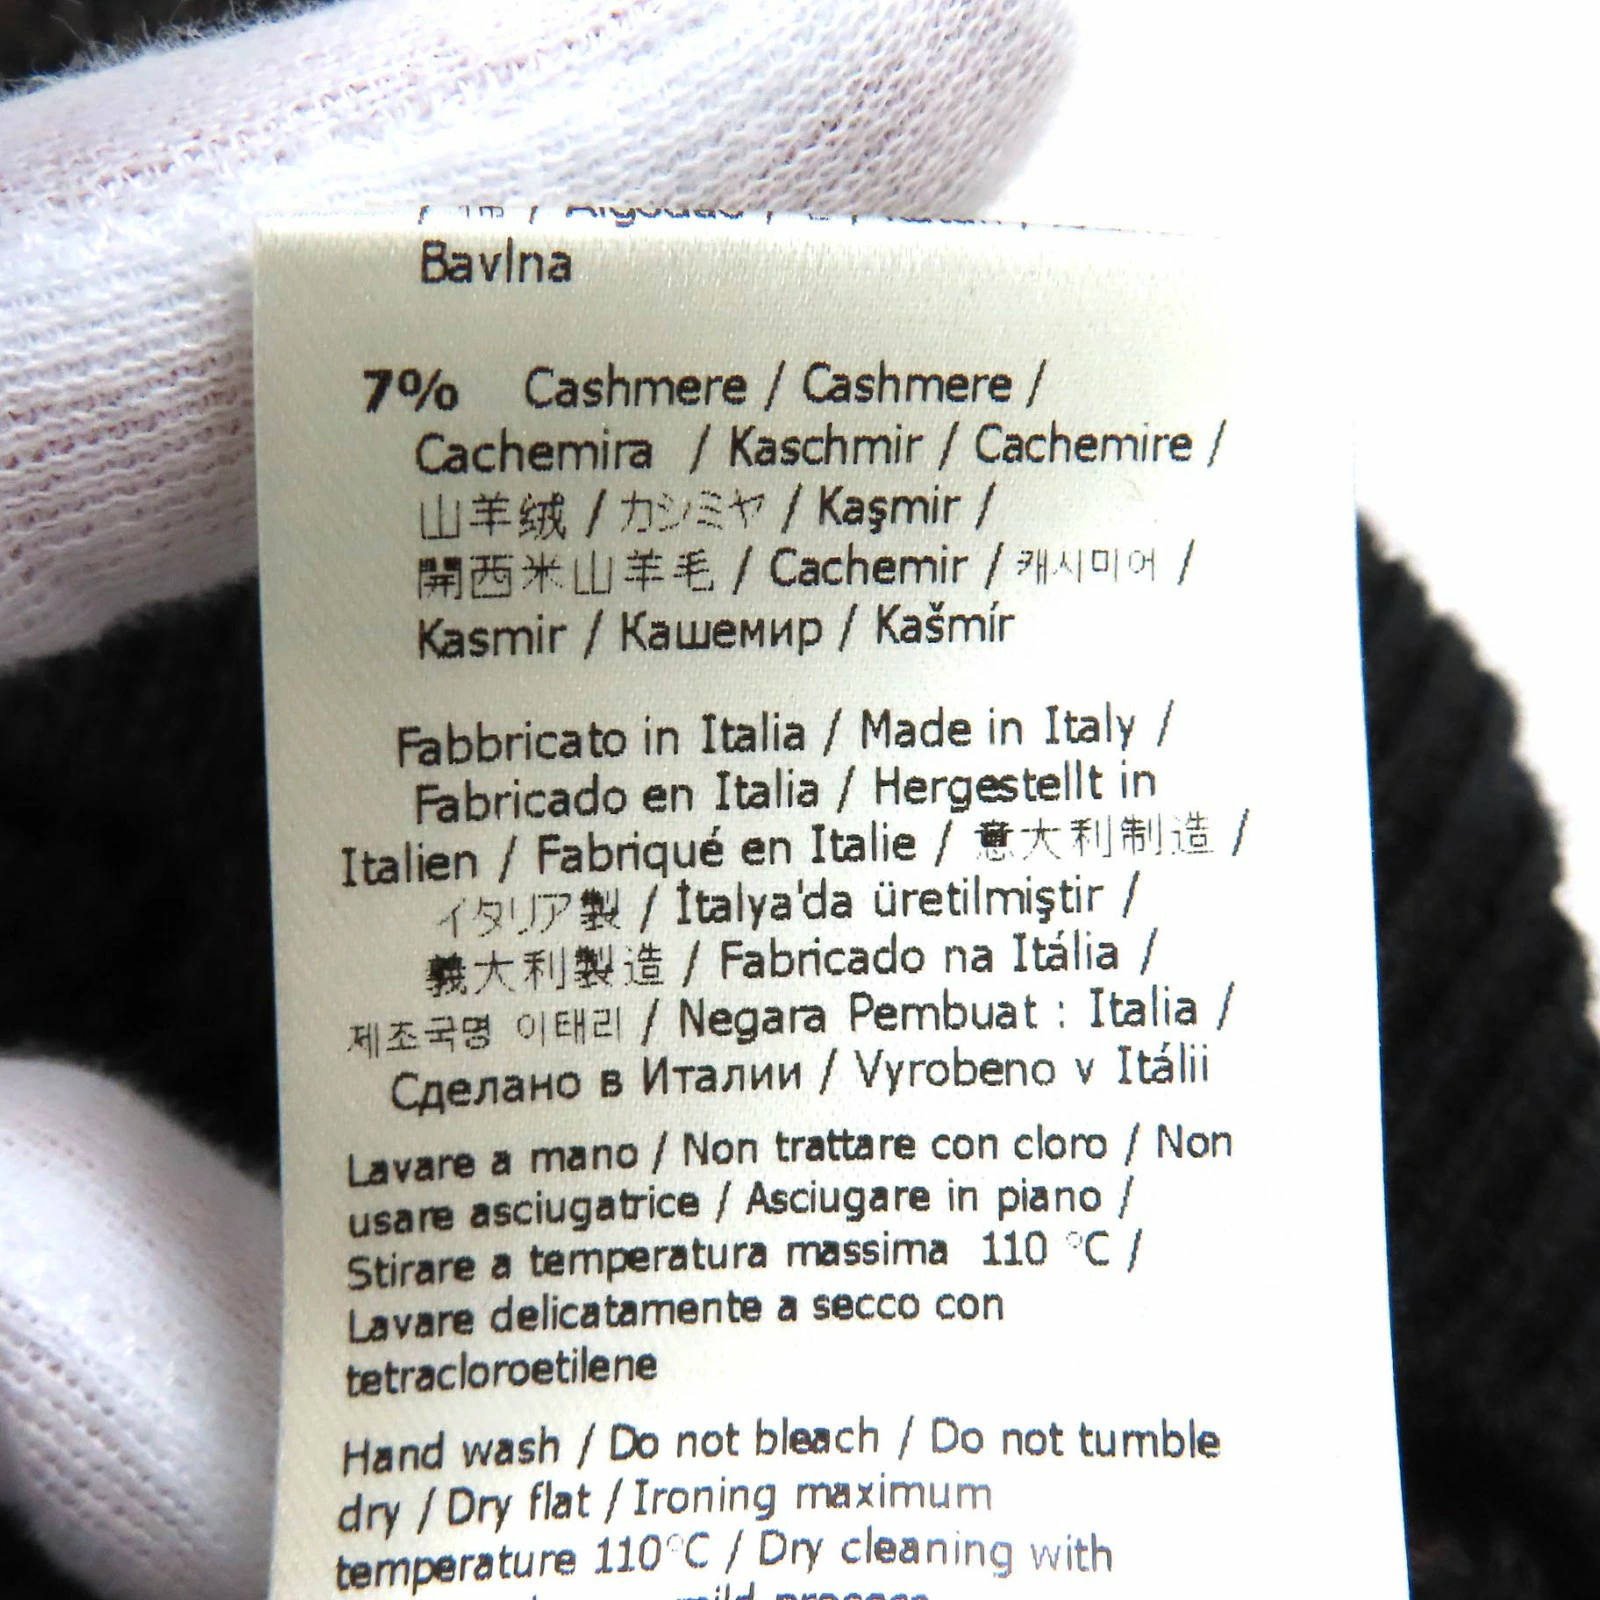 Bavlna
7% Cashmere / Cashmere /
Cachemira / Kaschmir / Cachemire /
山羊绒 / カシミヤ / Kaşmir /
開西米山羊毛 / Cachemir / 캐시미어 /
Kasmir / Кашемир / Kašmír
Fabbricato in Italia / Made in Italy /
Fabricado en Italia / Hergestellt in
Italien / Fabriqué en Italie / 意大利制造 /
イタリア製 / İtalya'da üretilmiştir /
義大利製造 / Fabricado na Itália /
제조국명 이태리 / Negara Pembuat : Italia /
Сделано в Италии / Vyrobeno v Itálii
Lavare a mano / Non trattare con cloro / Non
usare asciugatrice / Asciugare in piano /
Stirare a temperatura massima 110 °C /
Lavare delicatamente a secco con
tetracloroetilene
Hand wash / Do not bleach / Do not tumble
dry / Dry flat / Ironing maximum
temperature 110°C / Dry cleaning with
mild process